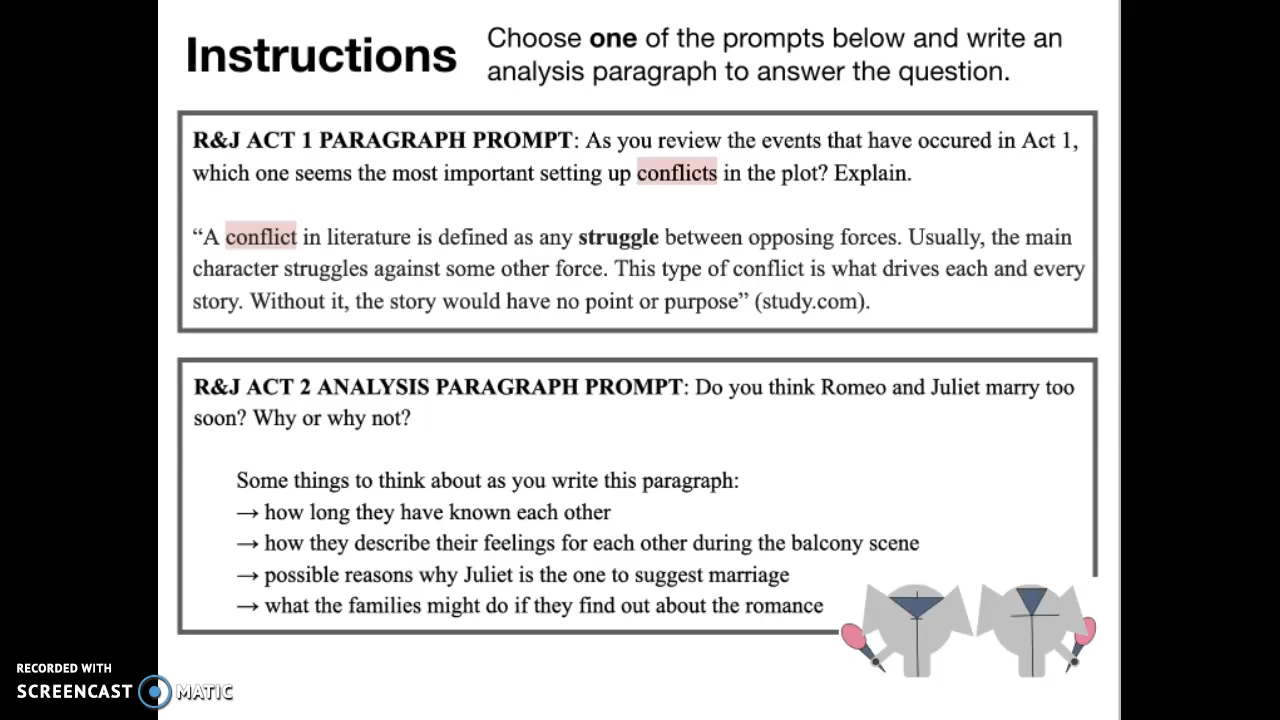 Instructions
Choose one of the prompts below and write an
analysis paragraph to answer the question.
R&J ACT 1 PARAGRAPH PROMPT: As you review the events that have occured in Act 1,
which one seems the most important setting up conflicts in the plot? Explain.
“A conflict in literature is defined as any struggle between opposing forces. Usually, the main
character struggles against some other force. This type of conflict is what drives each and every
story. Without it, the story would have no point or purpose” (study.com).
R&J ACT 2 ANALYSIS PARAGRAPH PROMPT: Do you think Romeo and Juliet marry too
soon? Why or why not?
Some things to think about as you write this paragraph:
→ how long they have known each other
→ how they describe their feelings for each other during the balcony scene
→ possible reasons why Juliet is the one to suggest marriage
→ what the families might do if they find out about the romance
RECORDED WITH
SCREENCAST MATIC